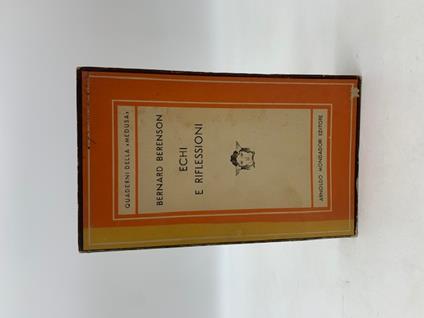 QUADERNI DELLA «MEDUSA»
BERNARD BERENSON
ECHI
E RIFLESSIONI
ARNOLDO MONDADORI EDITORE